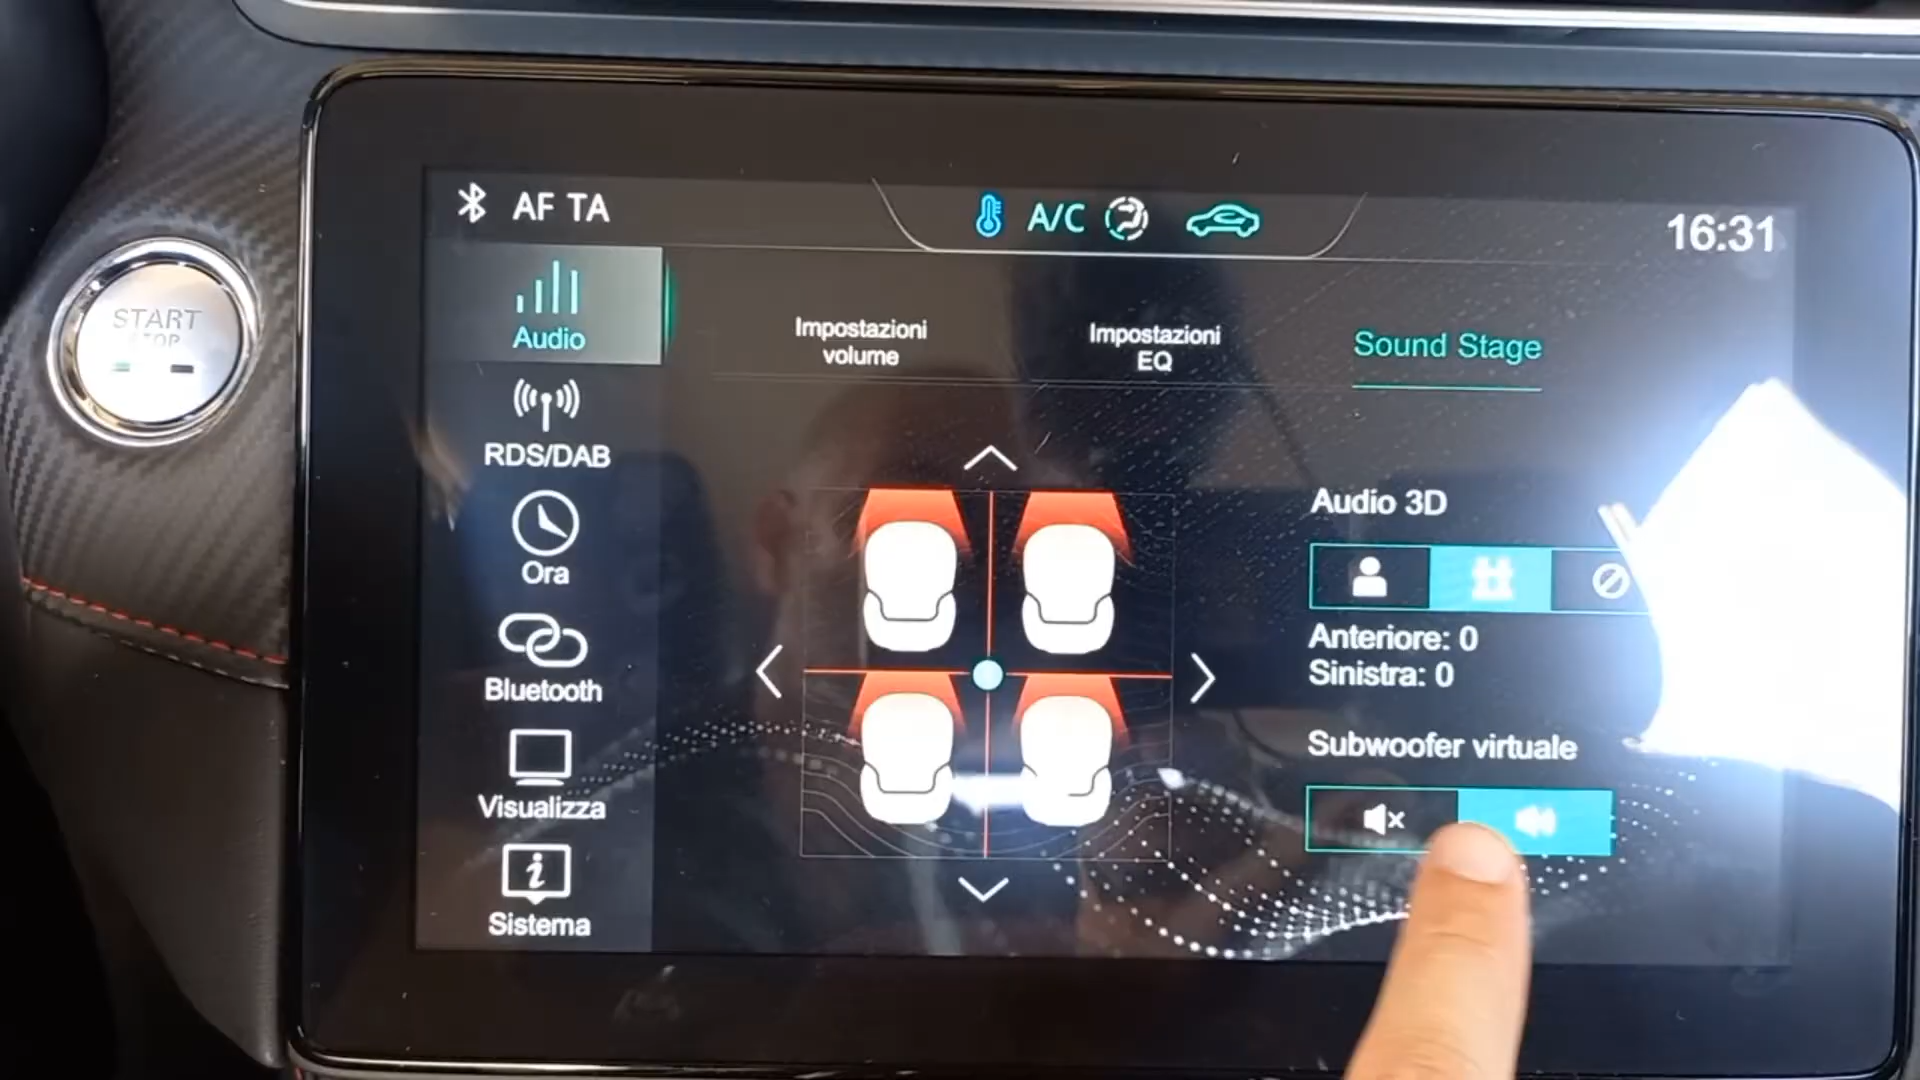 AF TA
A/C
16:31
START
STOP
Audio
RDS/DAB
Ora
Bluetooth
Visualizza
Sistema
Impostazioni
volume
Impostazioni
EQ
Sound Stage
Audio 3D
Anteriore: 0
Sinistra: 0
Subwoofer virtuale